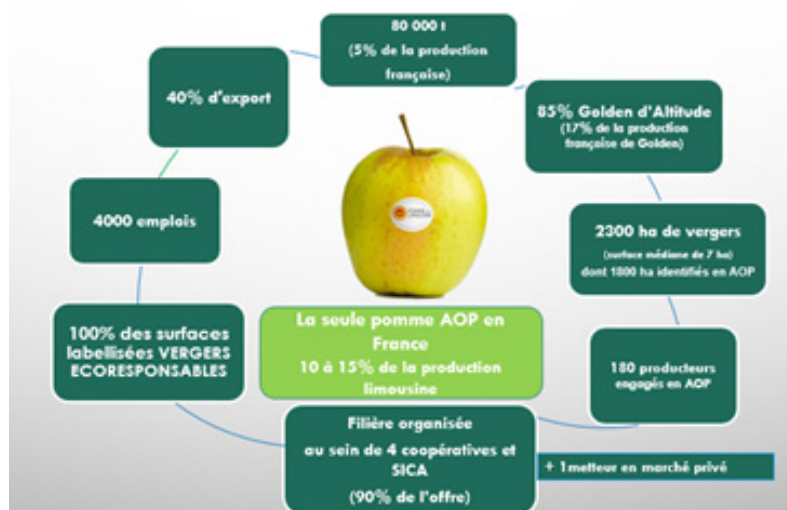 80 000 t
(5% de la production
française)
40% d'export
85% Golden d'Altitude
(17% de la production
française de Golden)
4000 emplois
2300 ha de vergers
(surface médiane de 7 ha)
dont 1800 ha identifiés en AOP
100% des surfaces
labellisées VERGERS
ECORESPONSABLES
La seule pomme AOP en
France
10 à 15% de la production
limousine
180 producteurs
engagés en AOP
Filière organisée
au sein de 4 coopératives et
SICA
(90% de l'offre)
+ 1metteur en marché privé